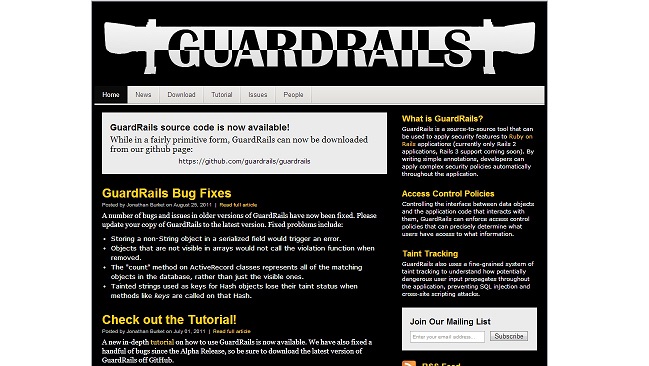 GUARDRAILS
Home News Download Tutorial Issues People
GuardRails source code is now available!
While in a fairly primitive form, GuardRails can now be downloaded
from our github page:
https://github.com/guardrails/guardrails
GuardRails Bug Fixes
Posted by Jonathan Burket on August 25, 2011 | Read full article
A number of bugs and issues in older versions of GuardRails have now been fixed. Please
update your copy of GuardRails to the latest version. Fixed problems include:
• Storing a non-String object in a serialized field would trigger an error.
• Objects that are not visible in arrays would not call the violation function when
removed.
• The "count" method on ActiveRecord classes represents all of the matching
objects in the database, rather than just the visible ones.
• Tainted strings used as keys for Hash objects lose their taint status when
methods like keys are called on that Hash.
Check out the Tutorial!
Posted by Jonathan Burket on July 01, 2011 | Read full article
A new in-depth tutorial on how to use GuardRails is now available. We have also fixed a
handful of bugs since the Alpha Release, so be sure to download the latest version of
GuardRails off GitHub.
What is GuardRails?
GuardRails is a source-to-source tool that can
be used to apply security features to Ruby on
Rails applications (currently only Rails 2
applications, Rails 3 support coming soon). By
writing simple annotations, developers can
apply complex security policies automatically
throughout the application.
Access Control Policies
Controlling the interface between data objects
and the application code that interacts with
them, GuardRails can enforce access control
policies that can precisely determine what
users have access to what information.
Taint Tracking
GuardRails also uses a fine-grained system of
taint tracking to understand how potentially
dangerous user input propagates throughout
the application, preventing SQL injection and
cross-site scripting attacks.
Join Our Mailing List
Enter your email address... Subscribe
RSS Feed